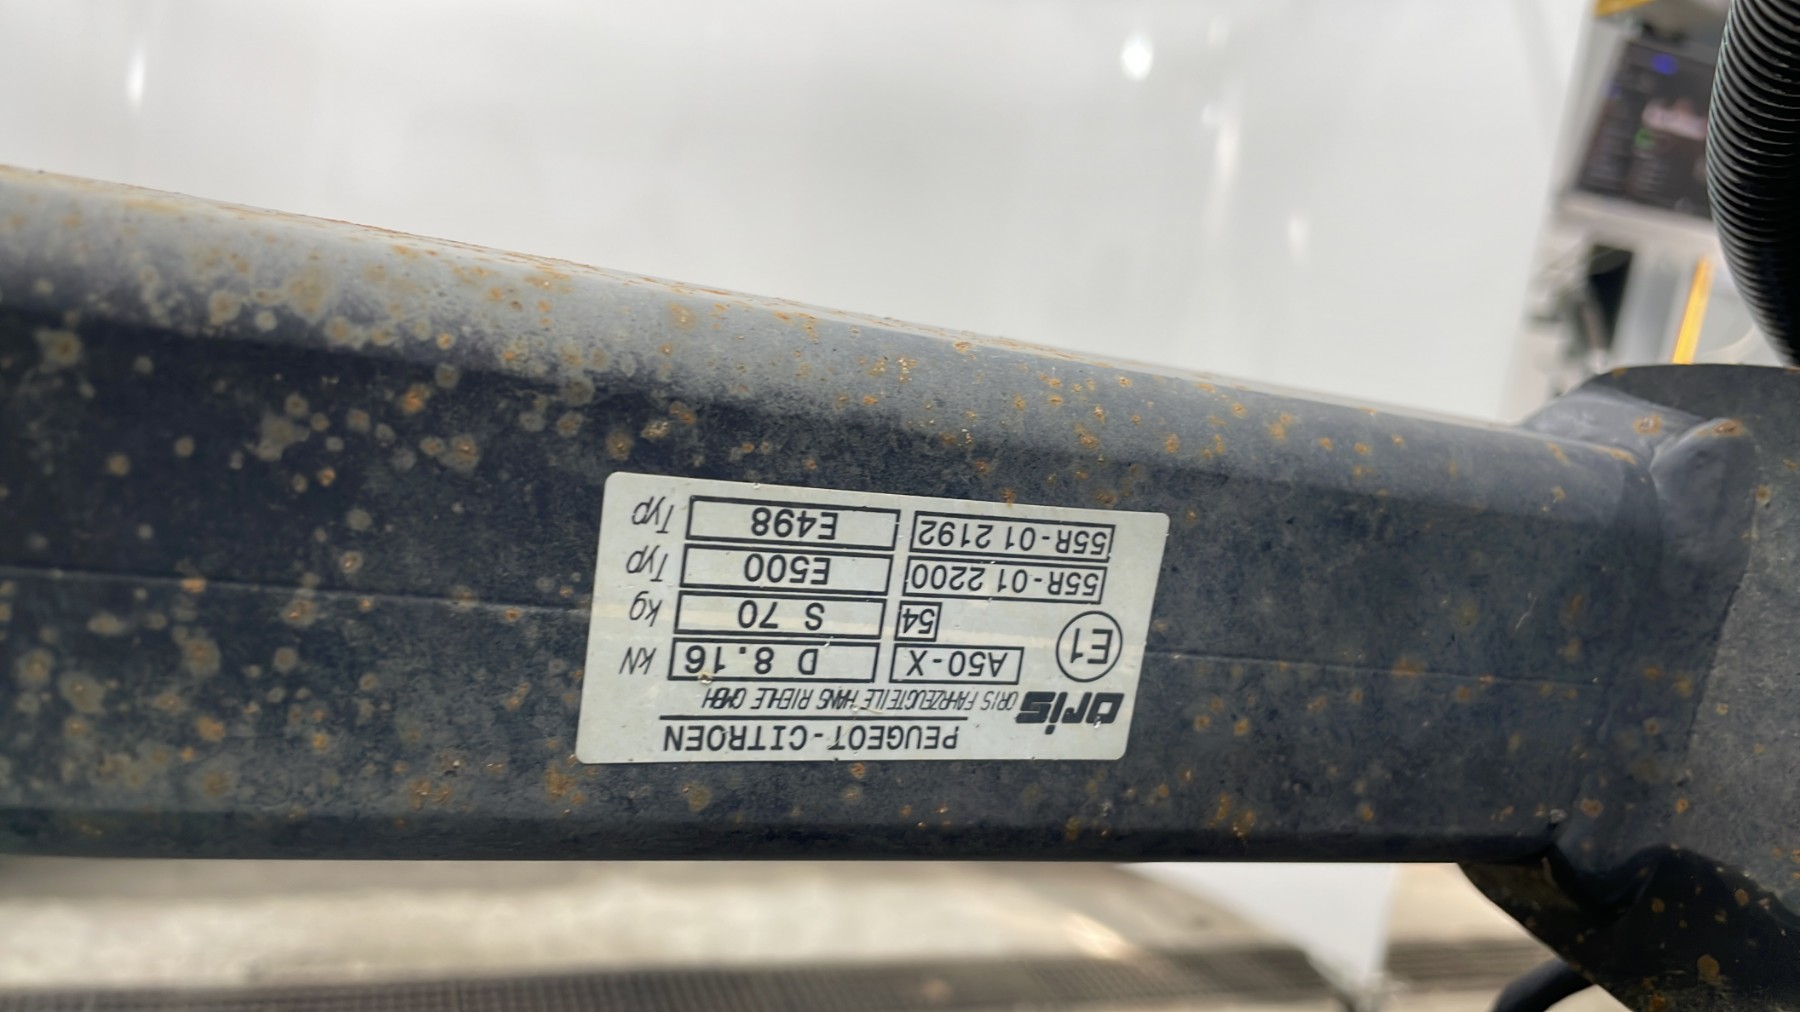 PEUGEOT-CITROEN
oris ORIS FAHRZEUGTEILE HANS RIEHLE GMBH
E1 A50-X D 8.16 kN
54 S 70 kg
55R-01 2200 E500 Typ
55R-01 2192 E498 Typ